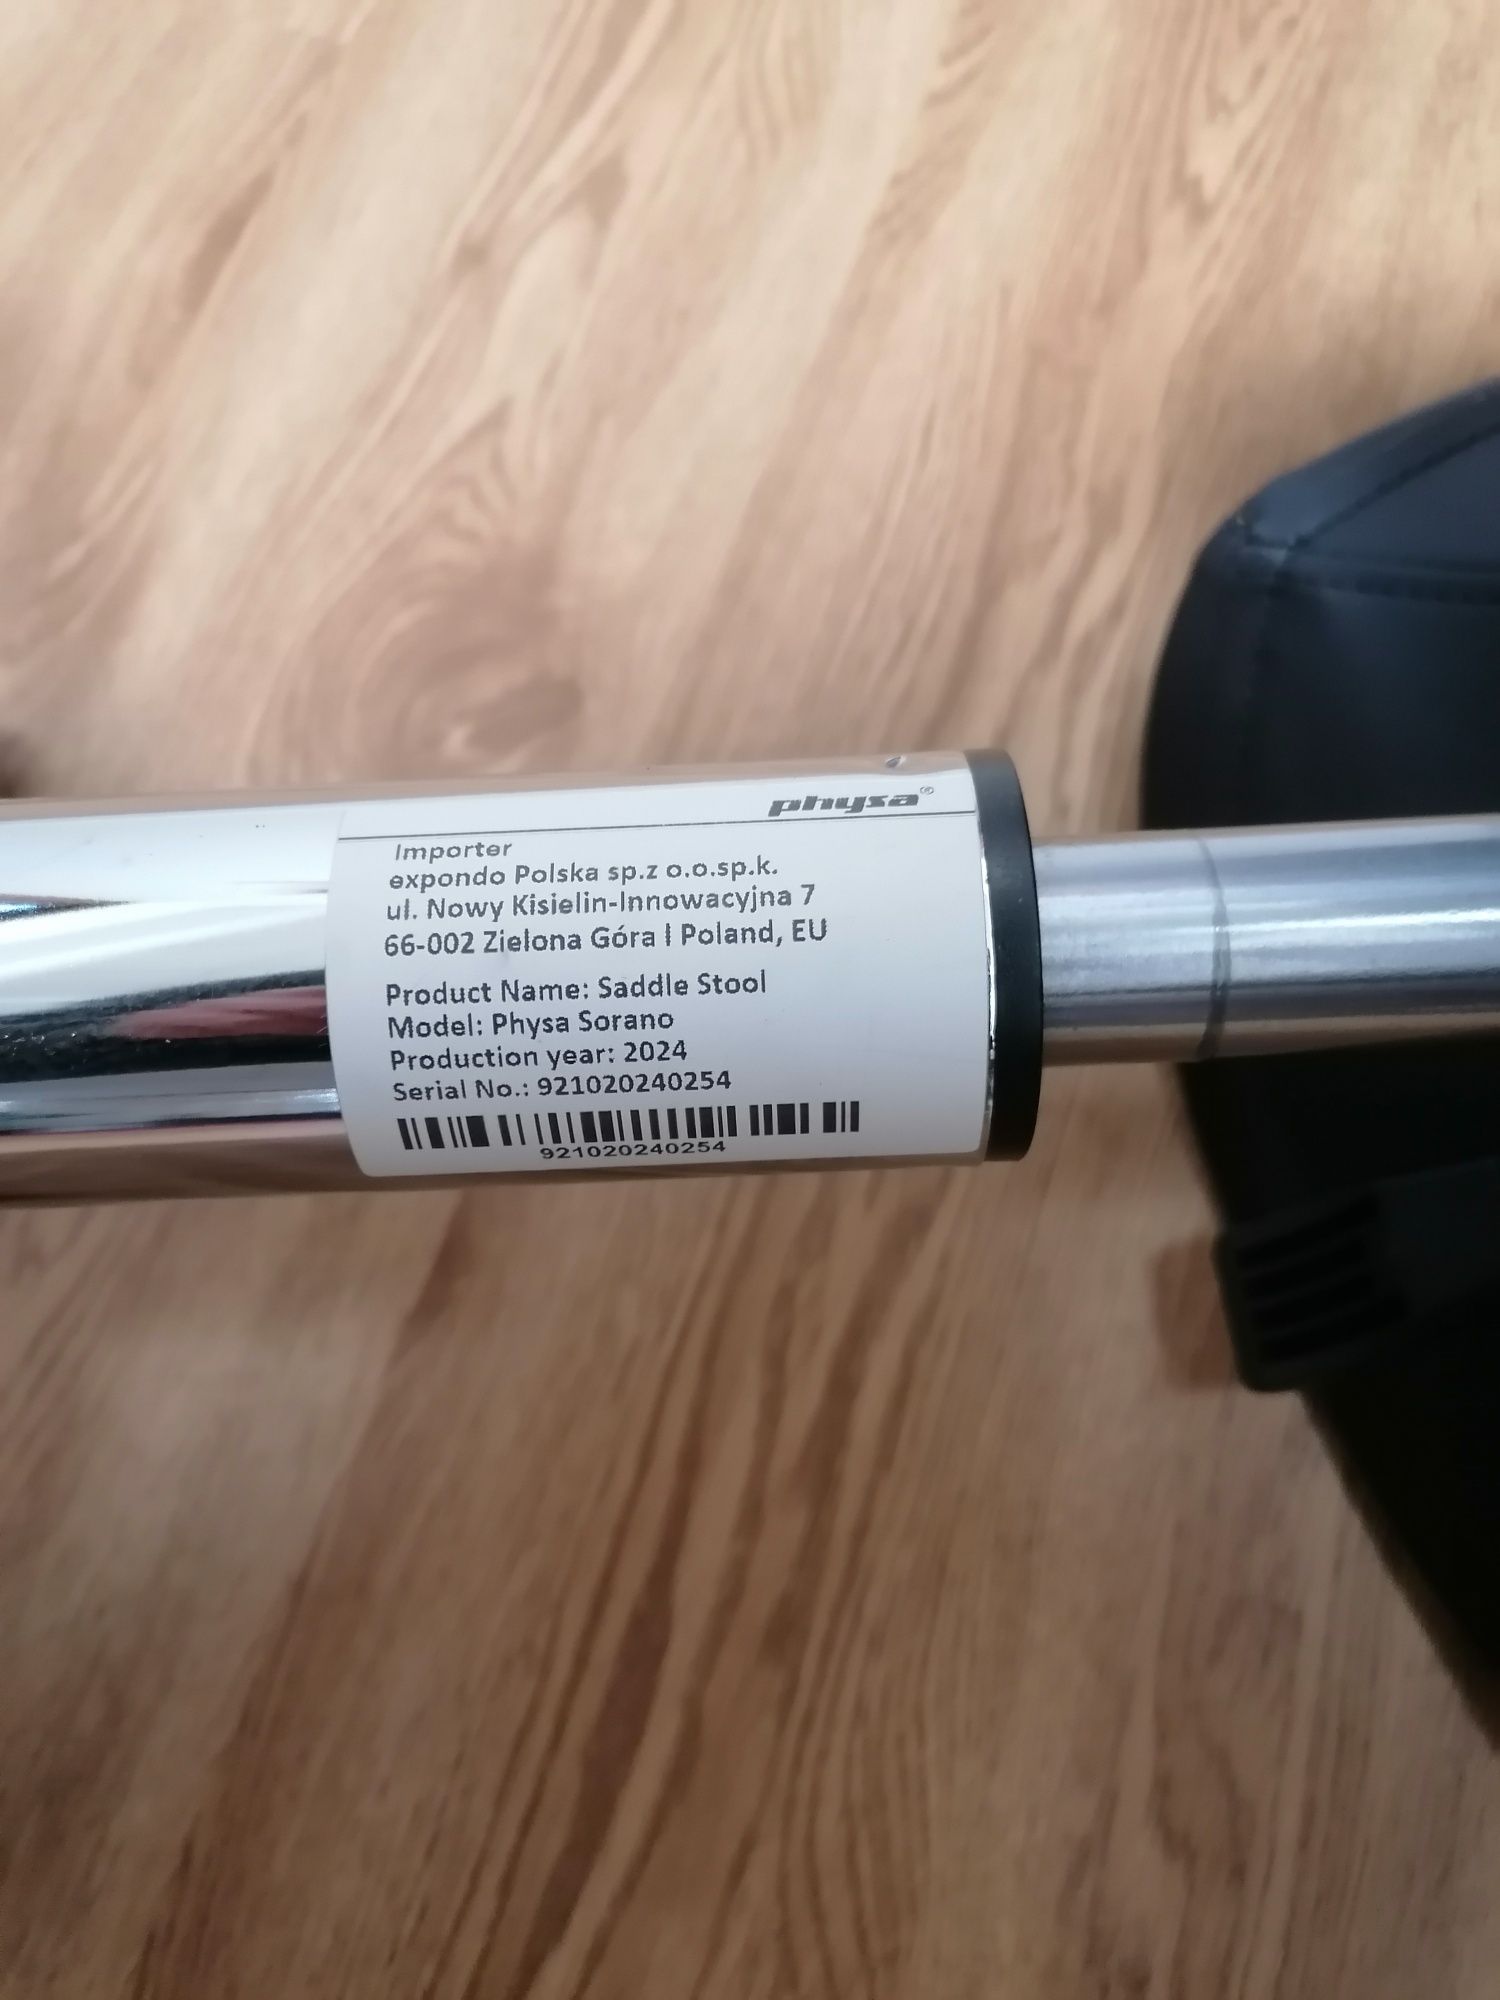 physa®
Importer
expondo Polska sp.z o.o.sp.k.
ul. Nowy Kisielin-Innowacyjna 7
66-002 Zielona Góra I Poland, EU
Product Name: Saddle Stool
Model: Physa Sorano
Production year: 2024
Serial No.: 921020240254
921020240254